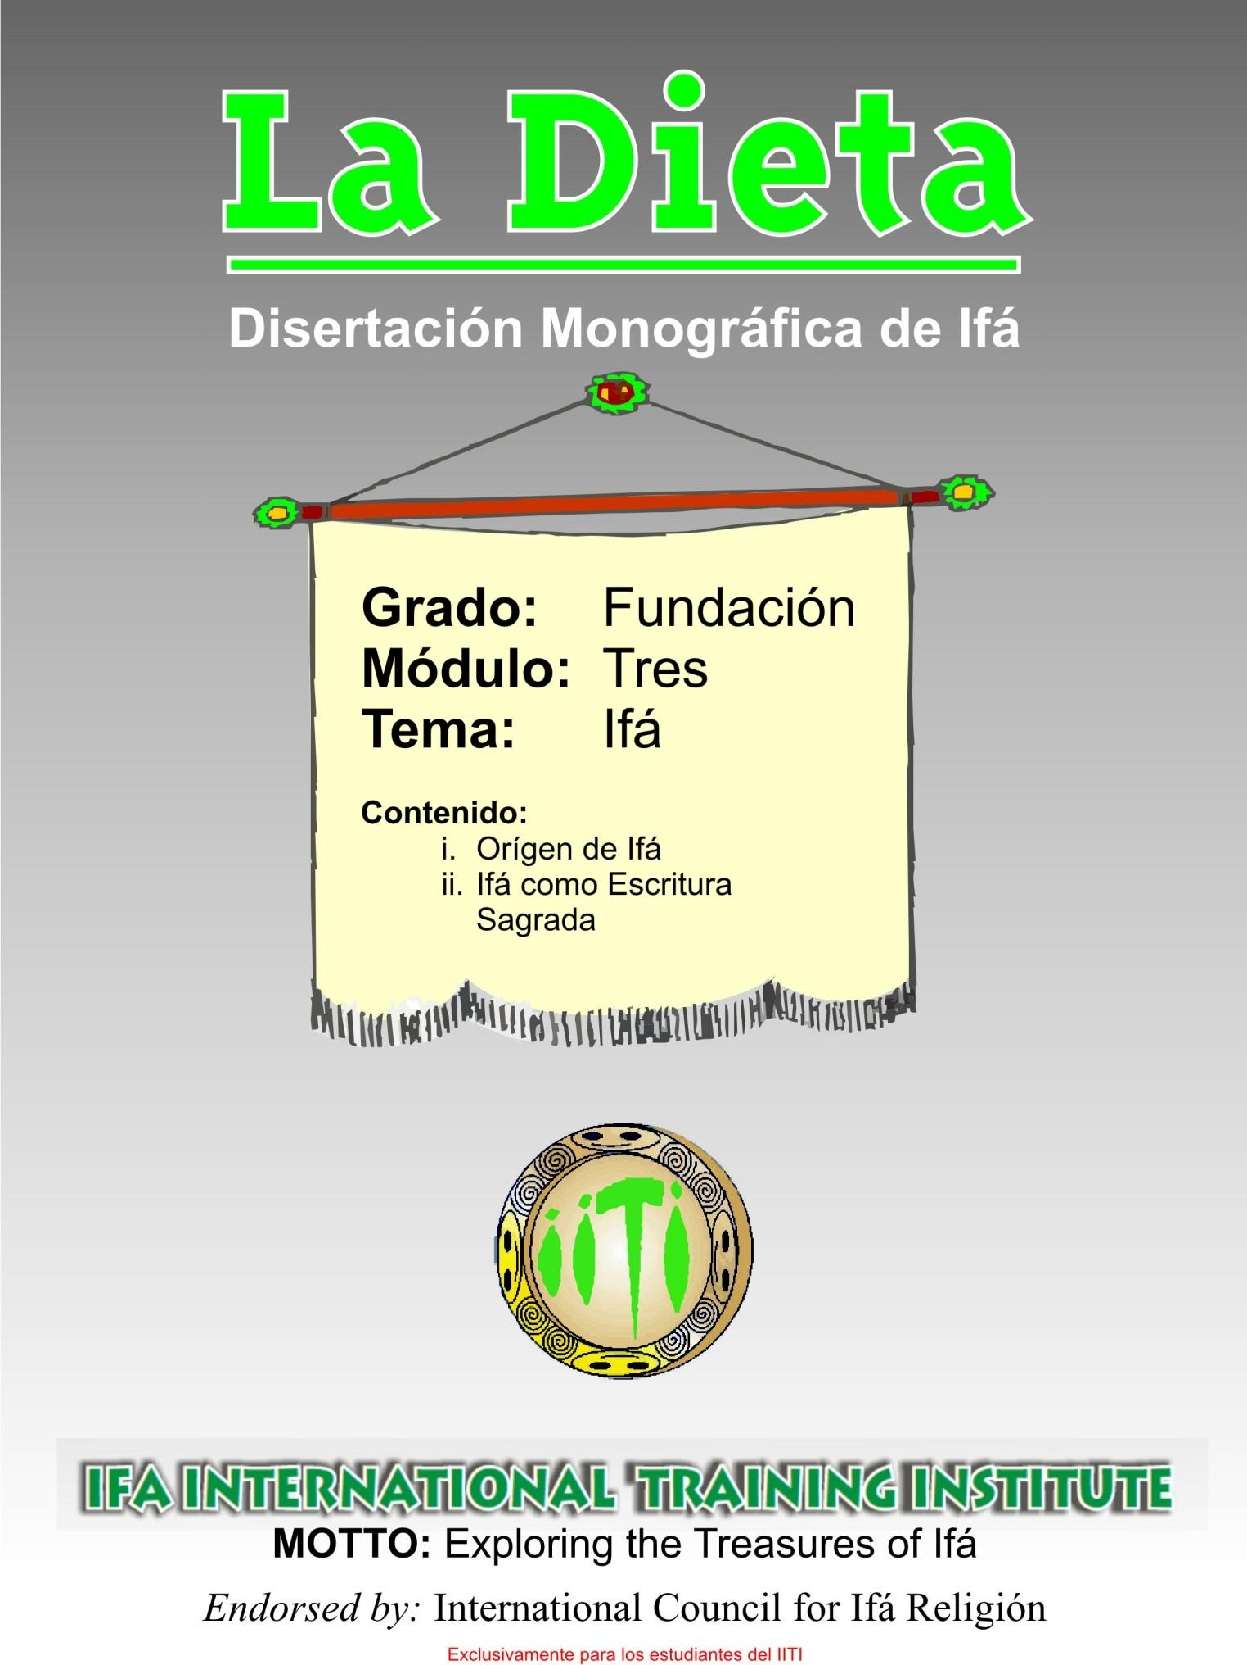 La Dieta
Disertación Monográfica de Ifá
Grado: Fundación
Módulo: Tres
Tema: Ifá
Contenido:
i. Orígen de Ifá
ii. Ifá como Escritura
Sagrada
iiTi
IFA INTERNATIONAL TRAINING INSTITUTE
MOTTO: Exploring the Treasures of Ifá
Endorsed by: International Council for Ifá Religión
Exclusivamente para los estudiantes del IITI